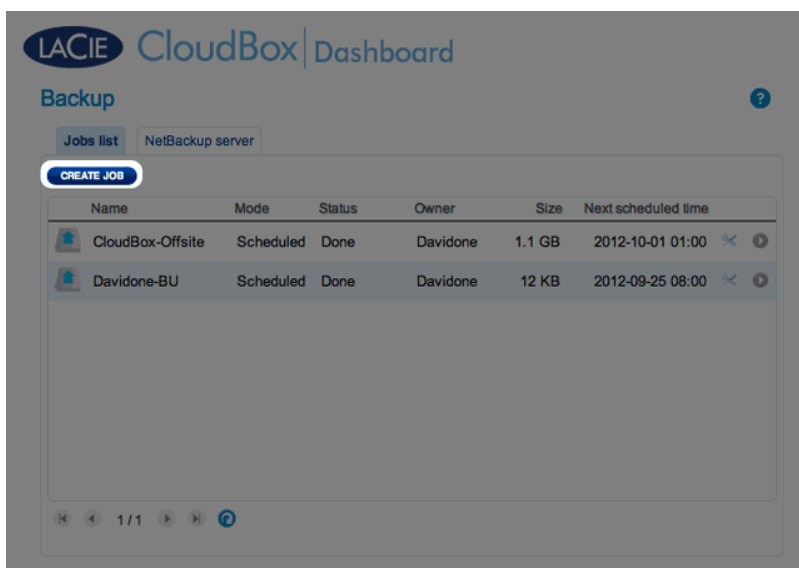 LACIE CloudBox Dashboard
Backup ?
Jobs list NetBackup server
CREATE JOB
Name Mode Status Owner Size Next scheduled time
CloudBox-Offsite Scheduled Done Davidone 1.1 GB 2012-10-01 01:00
Davidone-BU Scheduled Done Davidone 12 KB 2012-09-25 08:00
1/1